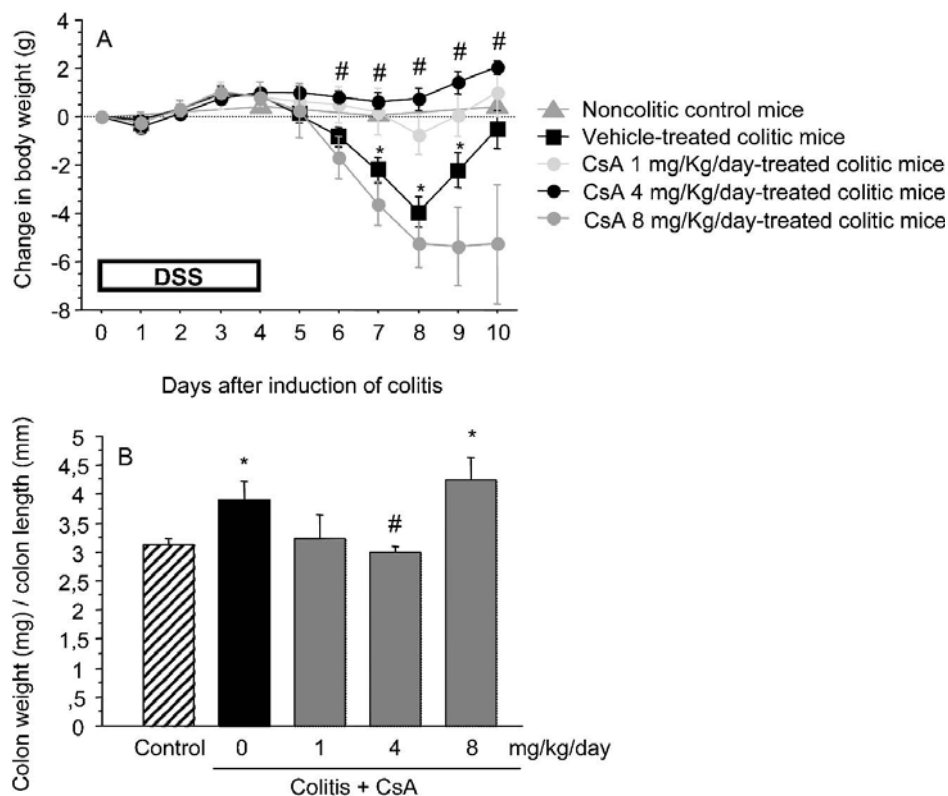 A
Change in body weight (g)
4
2
0
-2
-4
-6
-8
# # # # #
* * *
DSS
0 1 2 3 4 5 6 7 8 9 10
Days after induction of colitis
Noncolitic control mice
Vehicle-treated colitic mice
CsA 1 mg/Kg/day-treated colitic mice
CsA 4 mg/Kg/day-treated colitic mice
CsA 8 mg/Kg/day-treated colitic mice
B
Colon weight (mg) / colon length (mm)
5
4,5
4
3,5
3
2,5
2
1,5
1
,5
0
* # *
Control 0 1 4 8 mg/kg/day
Colitis + CsA